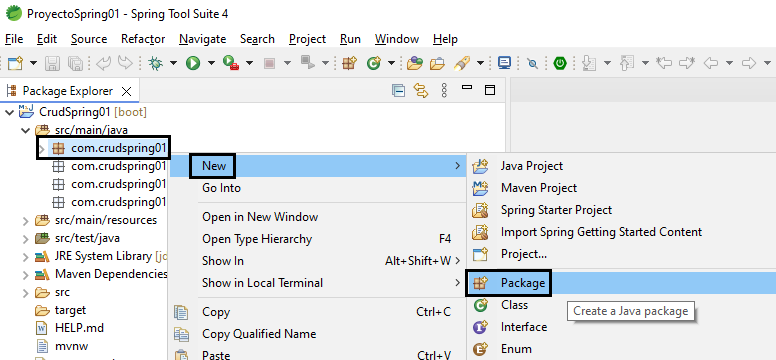 ProyectoSpring01 - Spring Tool Suite 4
File Edit Source Refactor Navigate Search Project Run Window Help
Package Explorer
CrudSpring01 [boot]
src/main/java
com.crudspring01
com.crudspring01
com.crudspring01
com.crudspring01
src/main/resources
src/test/java
JRE System Library [jo
Maven Dependencies
src
target
HELP.md
mvnw
New
Go Into
Open in New Window
Open Type Hierarchy F4
Show In Alt+Shift+W
Show in Local Terminal
Copy Ctrl+C
Copy Qualified Name
Paste Ctrl+V
Java Project
Maven Project
Spring Starter Project
Import Spring Getting Started Content
Project...
Package
Class
Interface
Enum
Create a Java package